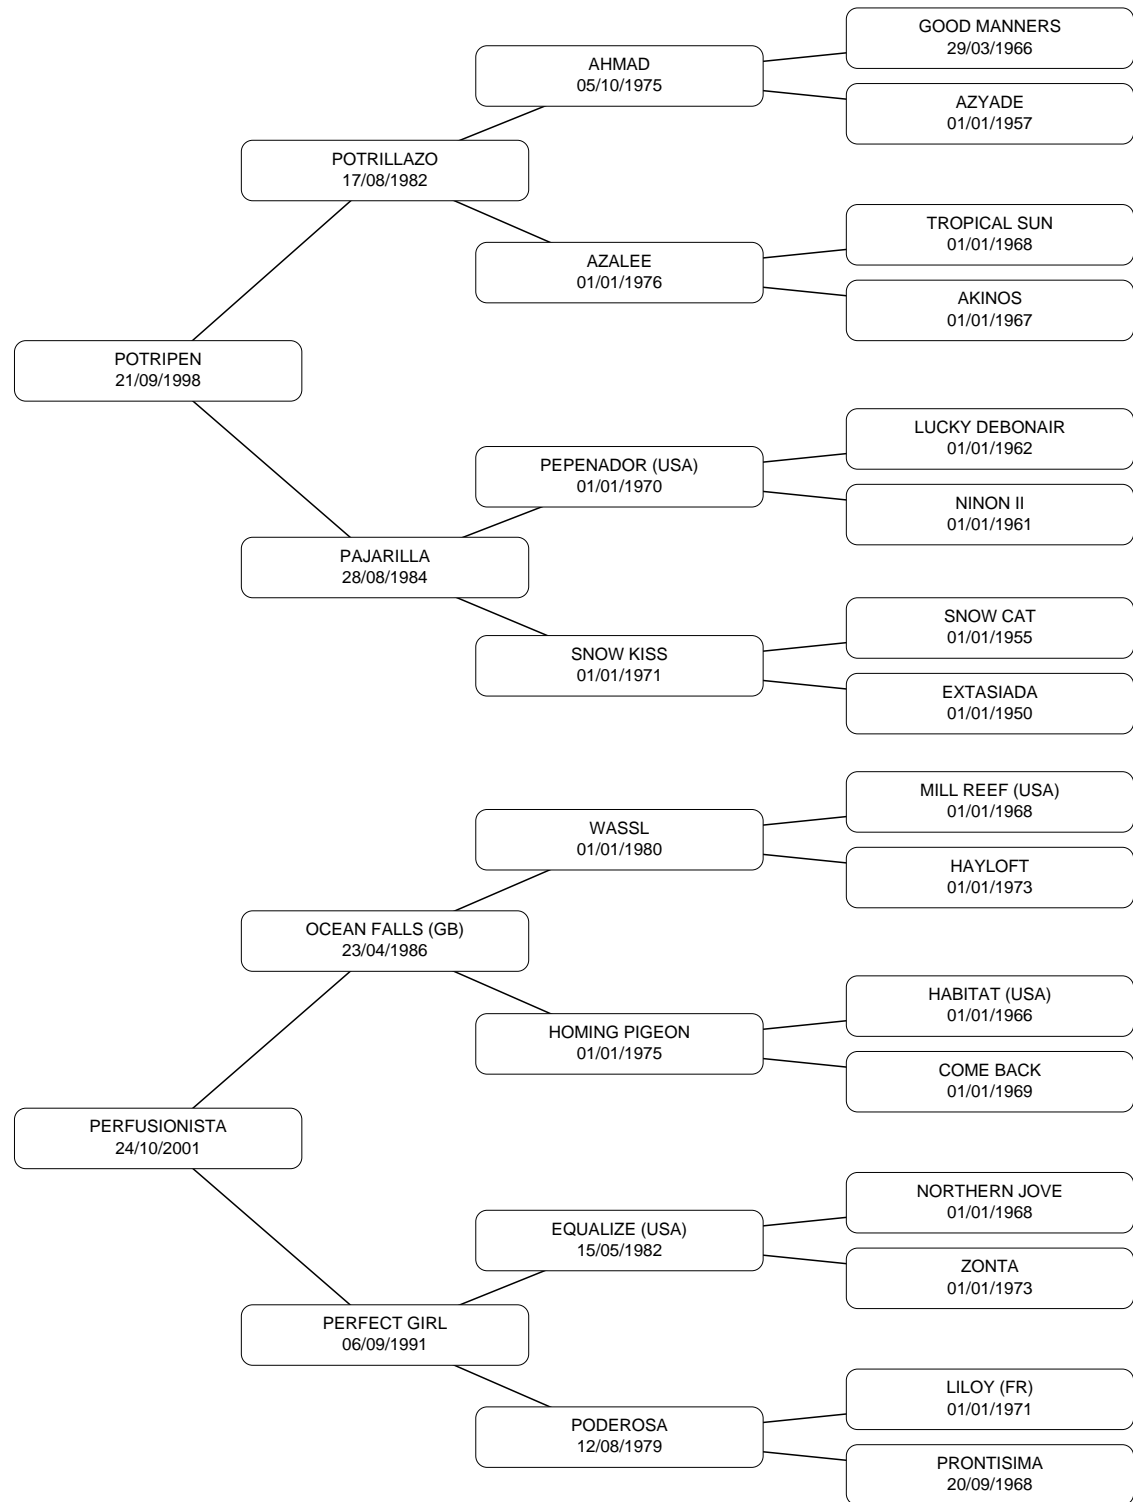 GOOD MANNERS
29/03/1966
AHMAD
05/10/1975
AZYADE
01/01/1957
POTRILLAZO
17/08/1982
TROPICAL SUN
01/01/1968
AZALEE
01/01/1976
AKINOS
01/01/1967
POTRIPEN
21/09/1998
LUCKY DEBONAIR
01/01/1962
PEPENADOR (USA)
01/01/1970
NINON II
01/01/1961
PAJARILLA
28/08/1984
SNOW CAT
01/01/1955
SNOW KISS
01/01/1971
EXTASIADA
01/01/1950
MILL REEF (USA)
01/01/1968
WASSL
01/01/1980
HAYLOFT
01/01/1973
OCEAN FALLS (GB)
23/04/1986
HABITAT (USA)
01/01/1966
HOMING PIGEON
01/01/1975
COME BACK
01/01/1969
PERFUSIONISTA
24/10/2001
NORTHERN JOVE
01/01/1968
EQUALIZE (USA)
15/05/1982
ZONTA
01/01/1973
PERFECT GIRL
06/09/1991
LILOY (FR)
01/01/1971
PODEROSA
12/08/1979
PRONTISIMA
20/09/1968